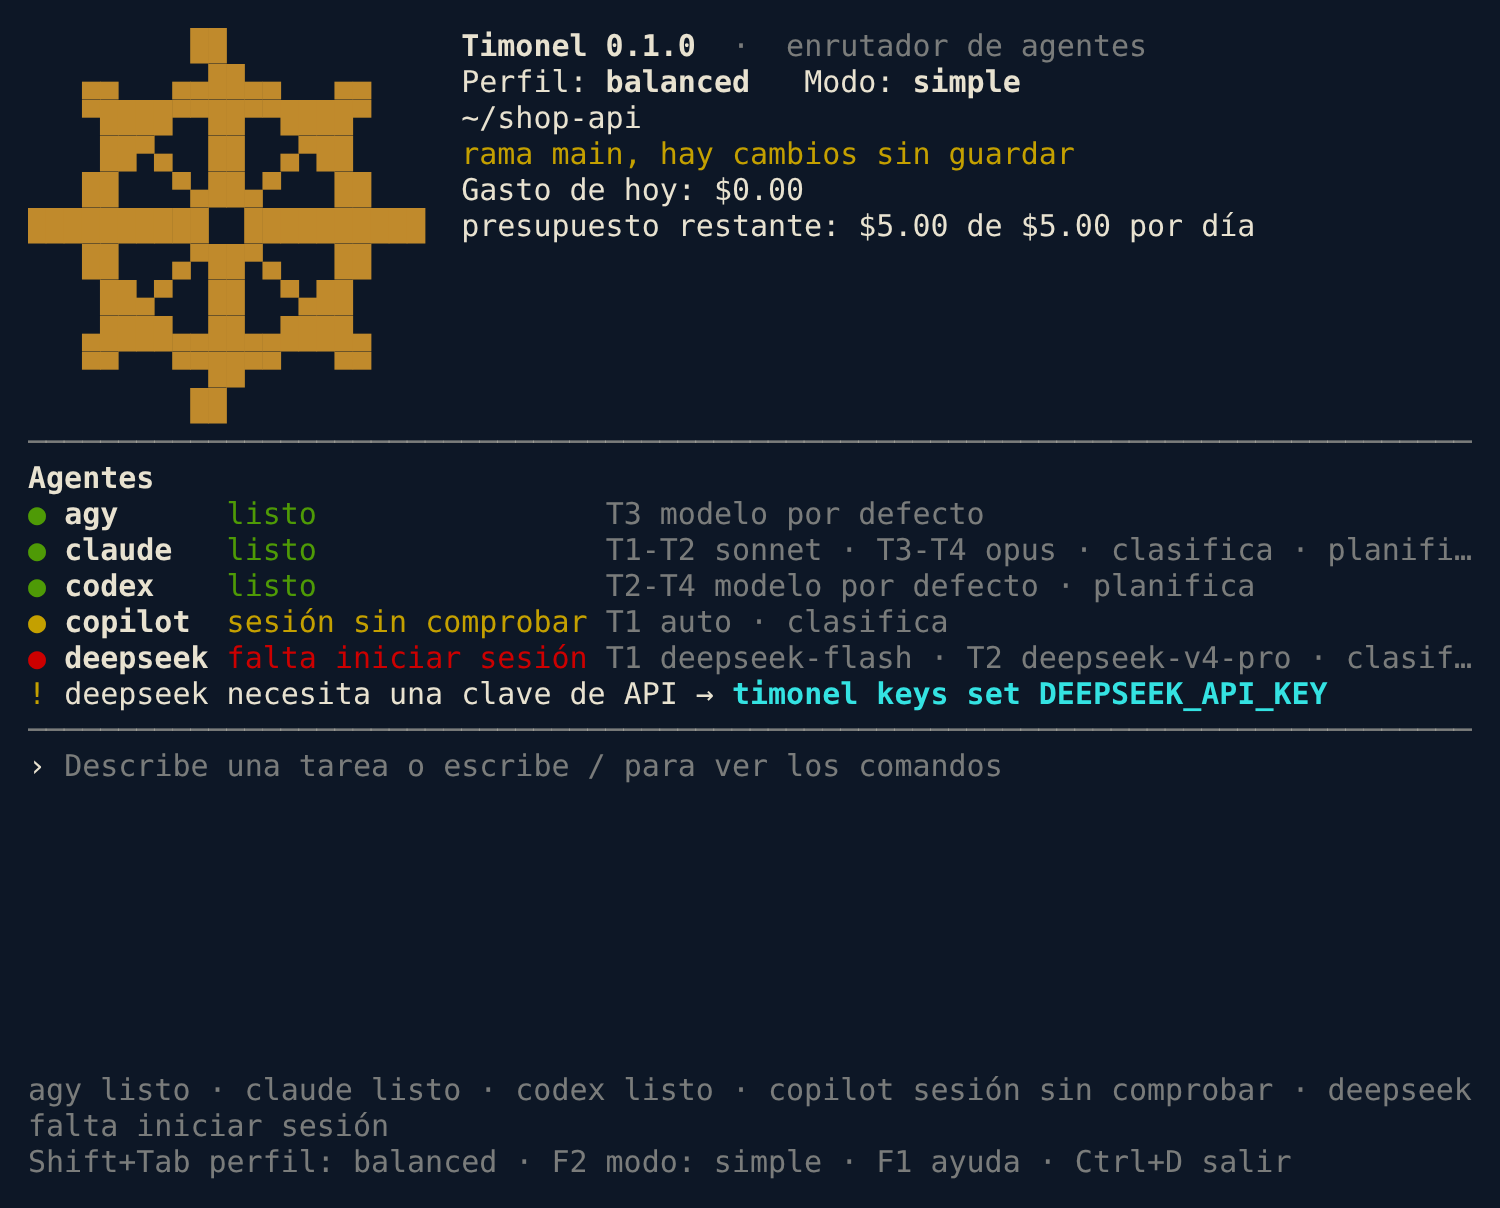 Timonel 0.1.0 · enrutador de agentes
Perfil: balanced Modo: simple
~/shop-api
rama main, hay cambios sin guardar
Gasto de hoy: $0.00
presupuesto restante: $5.00 de $5.00 por día
Agentes
● agy listo T3 modelo por defecto
● claude listo T1-T2 sonnet · T3-T4 opus · clasifica · planifi…
● codex listo T2-T4 modelo por defecto · planifica
● copilot sesión sin comprobar T1 auto · clasifica
● deepseek falta iniciar sesión T1 deepseek-flash · T2 deepseek-v4-pro · clasif…
! deepseek necesita una clave de API → timonel keys set DEEPSEEK_API_KEY
› Describe una tarea o escribe / para ver los comandos
agy listo · claude listo · codex listo · copilot sesión sin comprobar · deepseek
falta iniciar sesión
Shift+Tab perfil: balanced · F2 modo: simple · F1 ayuda · Ctrl+D salir